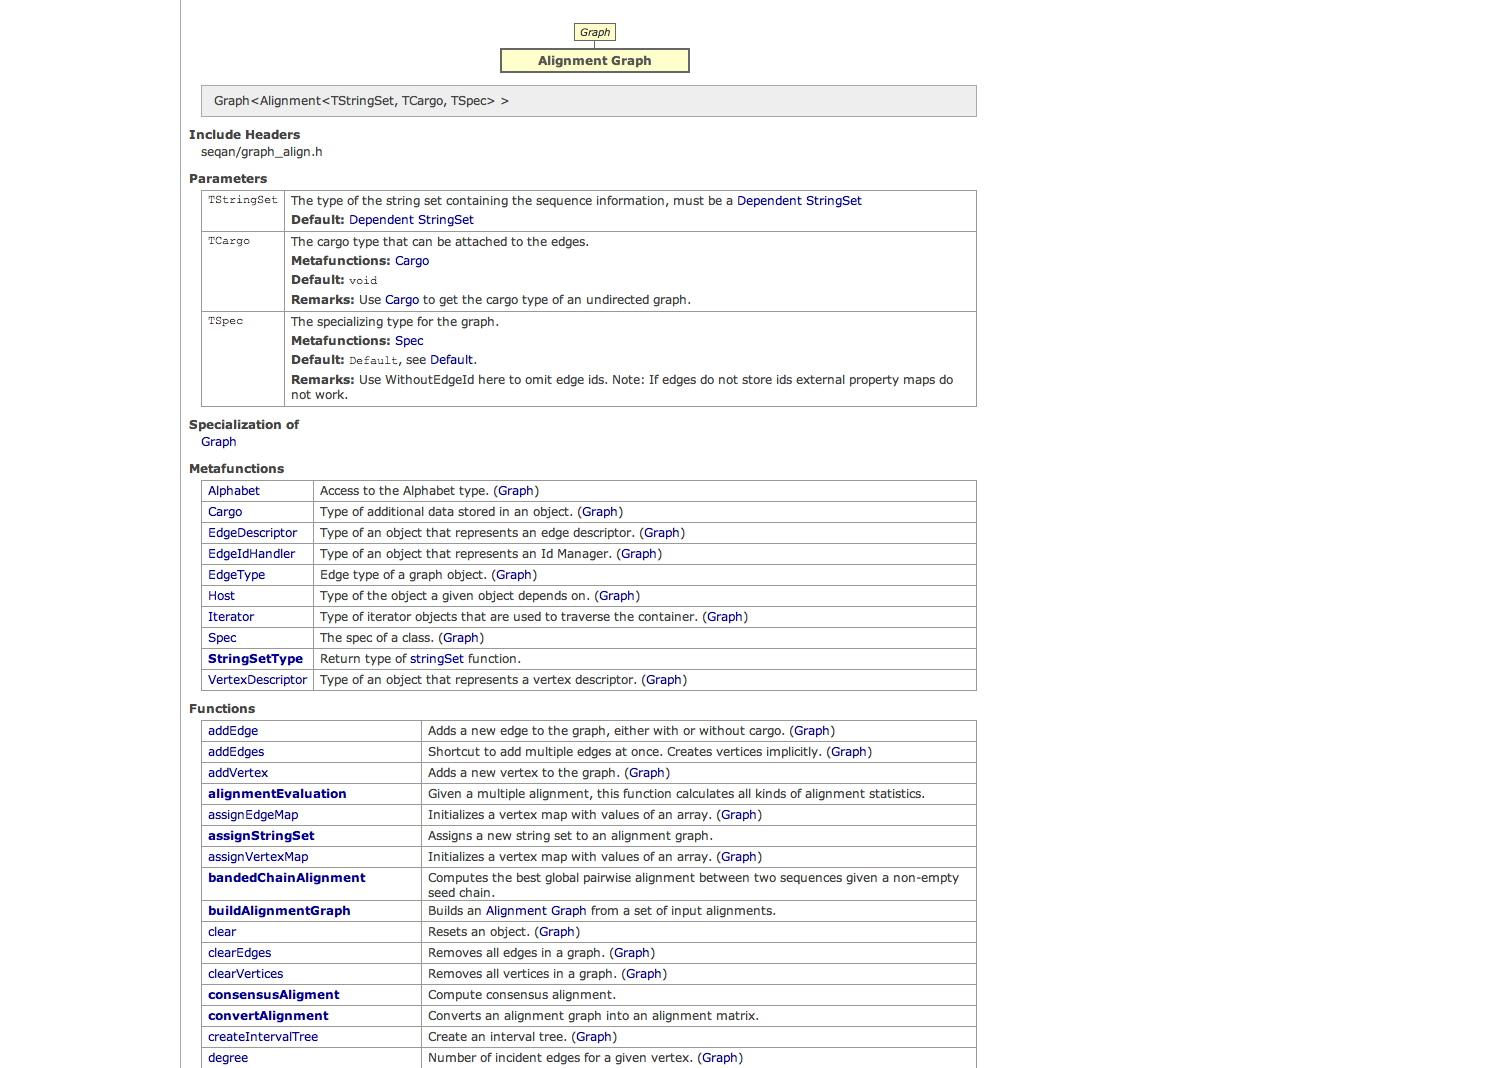 Graph
Alignment Graph
Graph<Alignment<TStringSet, TCargo, TSpec> >
Include Headers
seqan/graph_align.h
Parameters
TStringSet The type of the string set containing the sequence information, must be a Dependent StringSet
Default: Dependent StringSet
TCargo The cargo type that can be attached to the edges.
Metafunctions: Cargo
Default: void
Remarks: Use Cargo to get the cargo type of an undirected graph.
TSpec The specializing type for the graph.
Metafunctions: Spec
Default: Default, see Default.
Remarks: Use WithoutEdgeId here to omit edge ids. Note: If edges do not store ids external property maps do
not work.
Specialization of
Graph
Metafunctions
Alphabet Access to the Alphabet type. (Graph)
Cargo Type of additional data stored in an object. (Graph)
EdgeDescriptor Type of an object that represents an edge descriptor. (Graph)
EdgeIdHandler Type of an object that represents an Id Manager. (Graph)
EdgeType Edge type of a graph object. (Graph)
Host Type of the object a given object depends on. (Graph)
Iterator Type of iterator objects that are used to traverse the container. (Graph)
Spec The spec of a class. (Graph)
StringSetType Return type of stringSet function.
VertexDescriptor Type of an object that represents a vertex descriptor. (Graph)
Functions
addEdge Adds a new edge to the graph, either with or without cargo. (Graph)
addEdges Shortcut to add multiple edges at once. Creates vertices implicitly. (Graph)
addVertex Adds a new vertex to the graph. (Graph)
alignmentEvaluation Given a multiple alignment, this function calculates all kinds of alignment statistics.
assignEdgeMap Initializes a vertex map with values of an array. (Graph)
assignStringSet Assigns a new string set to an alignment graph.
assignVertexMap Initializes a vertex map with values of an array. (Graph)
bandedChainAlignment Computes the best global pairwise alignment between two sequences given a non-empty
seed chain.
buildAlignmentGraph Builds an Alignment Graph from a set of input alignments.
clear Resets an object. (Graph)
clearEdges Removes all edges in a graph. (Graph)
clearVertices Removes all vertices in a graph. (Graph)
consensusAligment Compute consensus alignment.
convertAlignment Converts an alignment graph into an alignment matrix.
createIntervalTree Create an interval tree. (Graph)
degree Number of incident edges for a given vertex. (Graph)